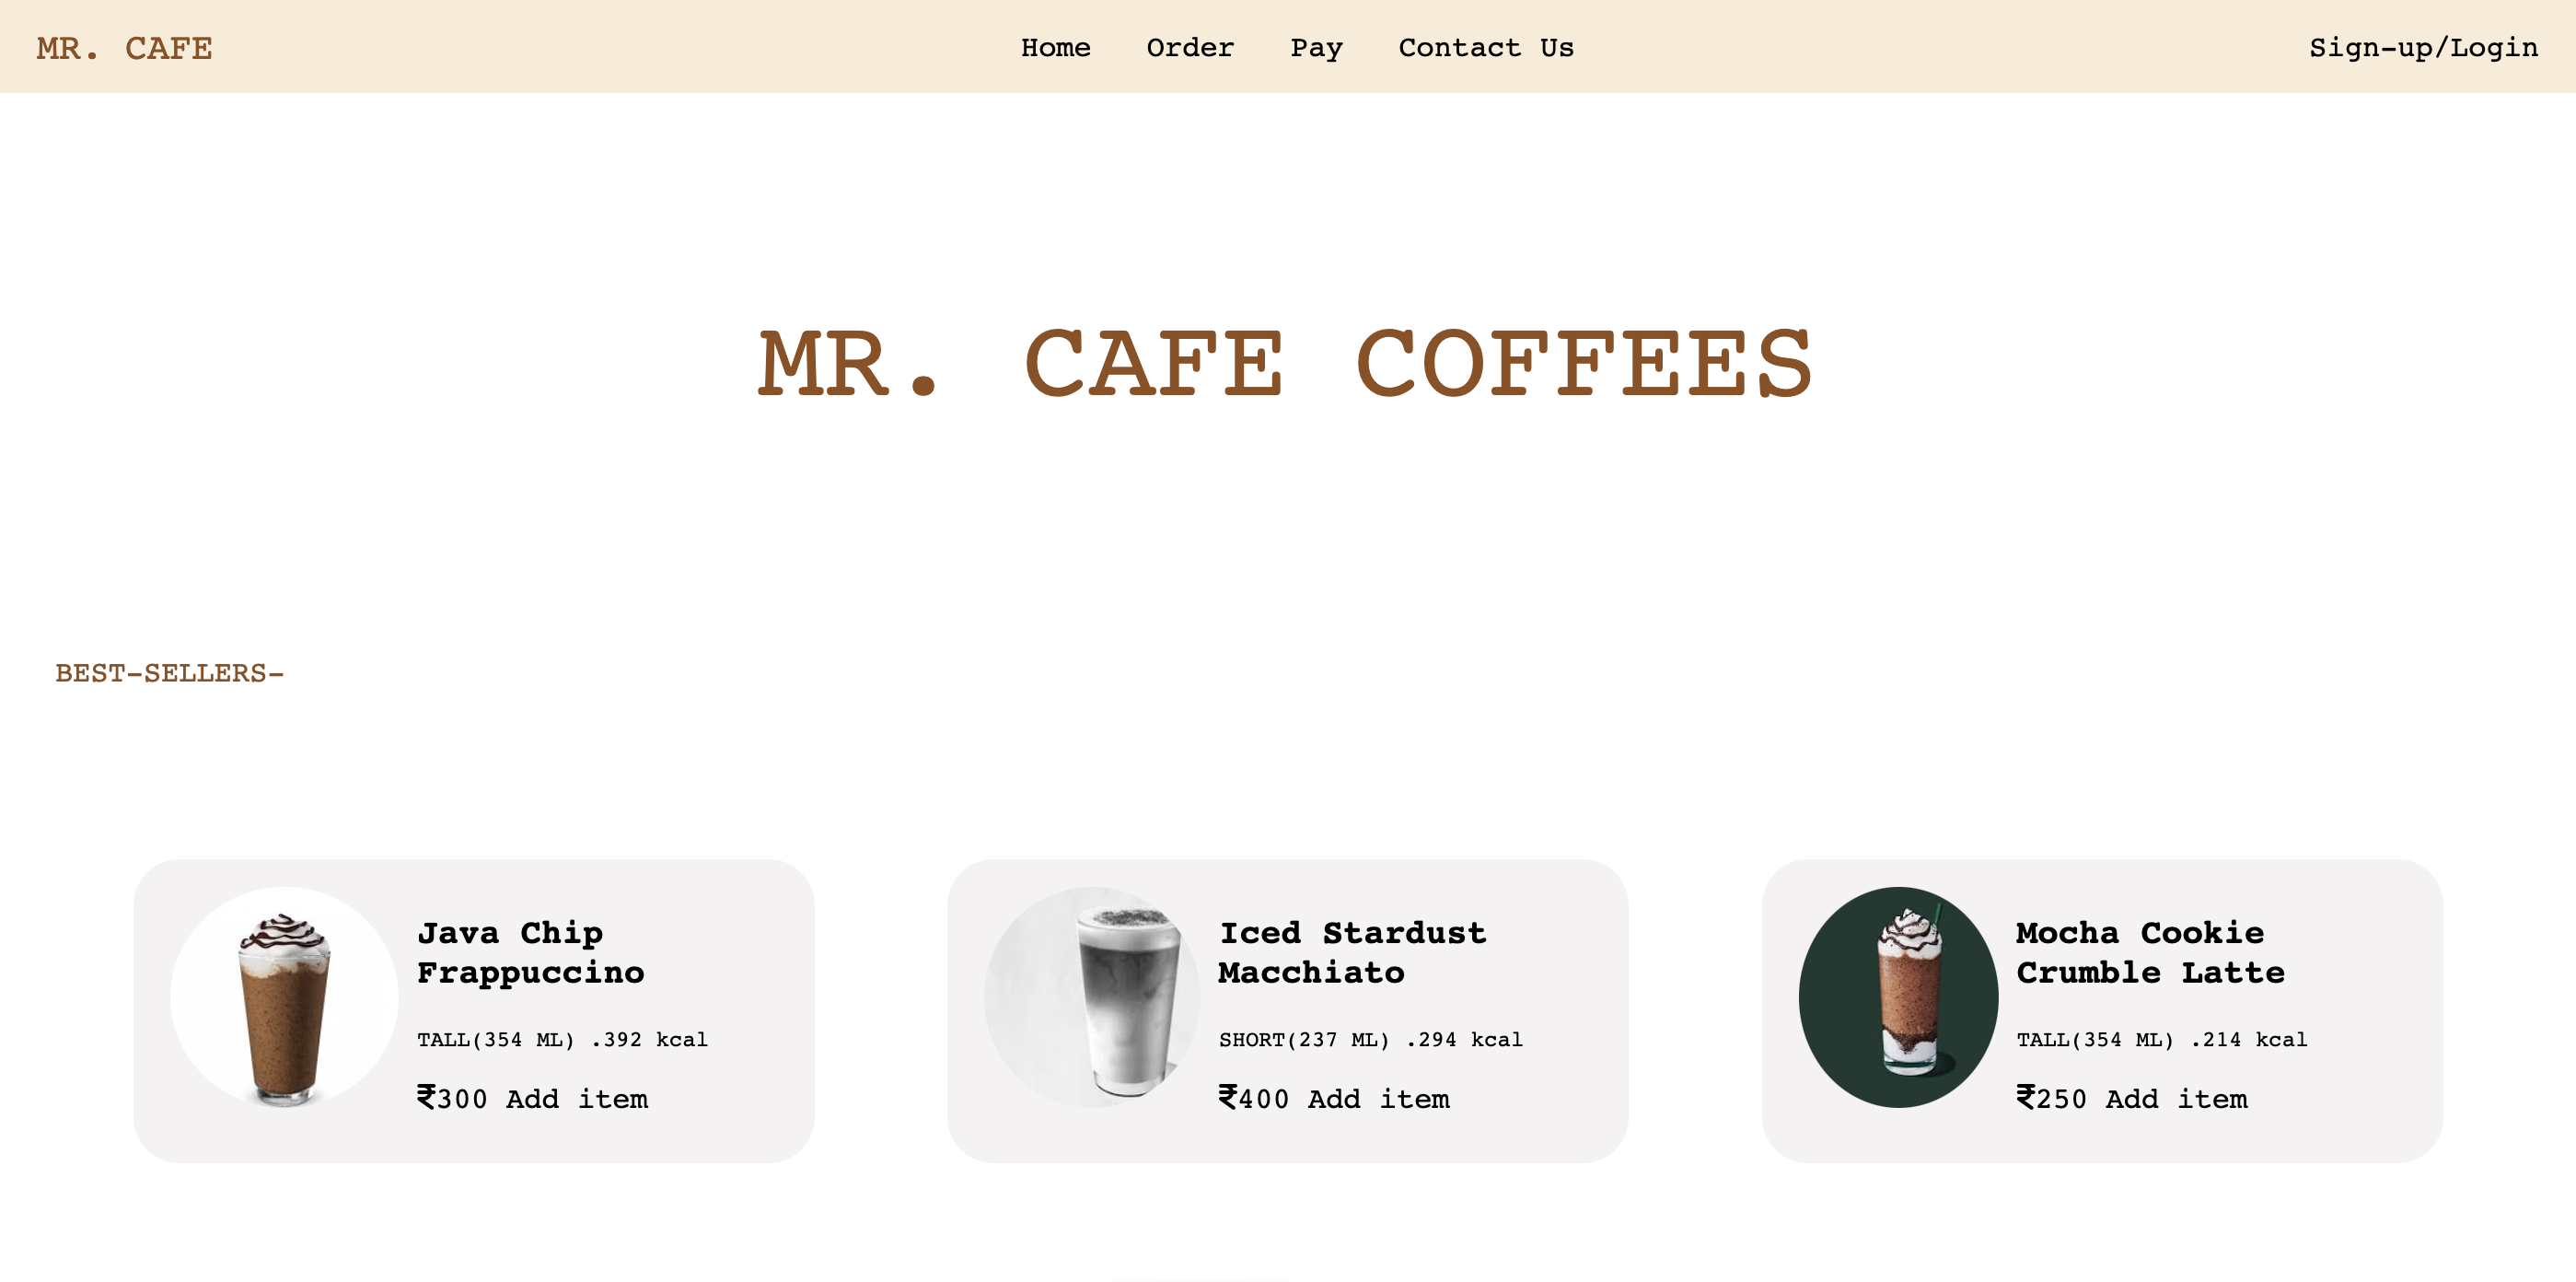 MR. CAFE
Home Order Pay Contact Us
Sign-up/Login
MR. CAFE COFFEES
BEST-SELLERS-
Java Chip
Frappuccino
TALL(354 ML) .392 kcal
₹300 Add item
Iced Stardust
Macchiato
SHORT(237 ML) .294 kcal
₹400 Add item
Mocha Cookie
Crumble Latte
TALL(354 ML) .214 kcal
₹250 Add item